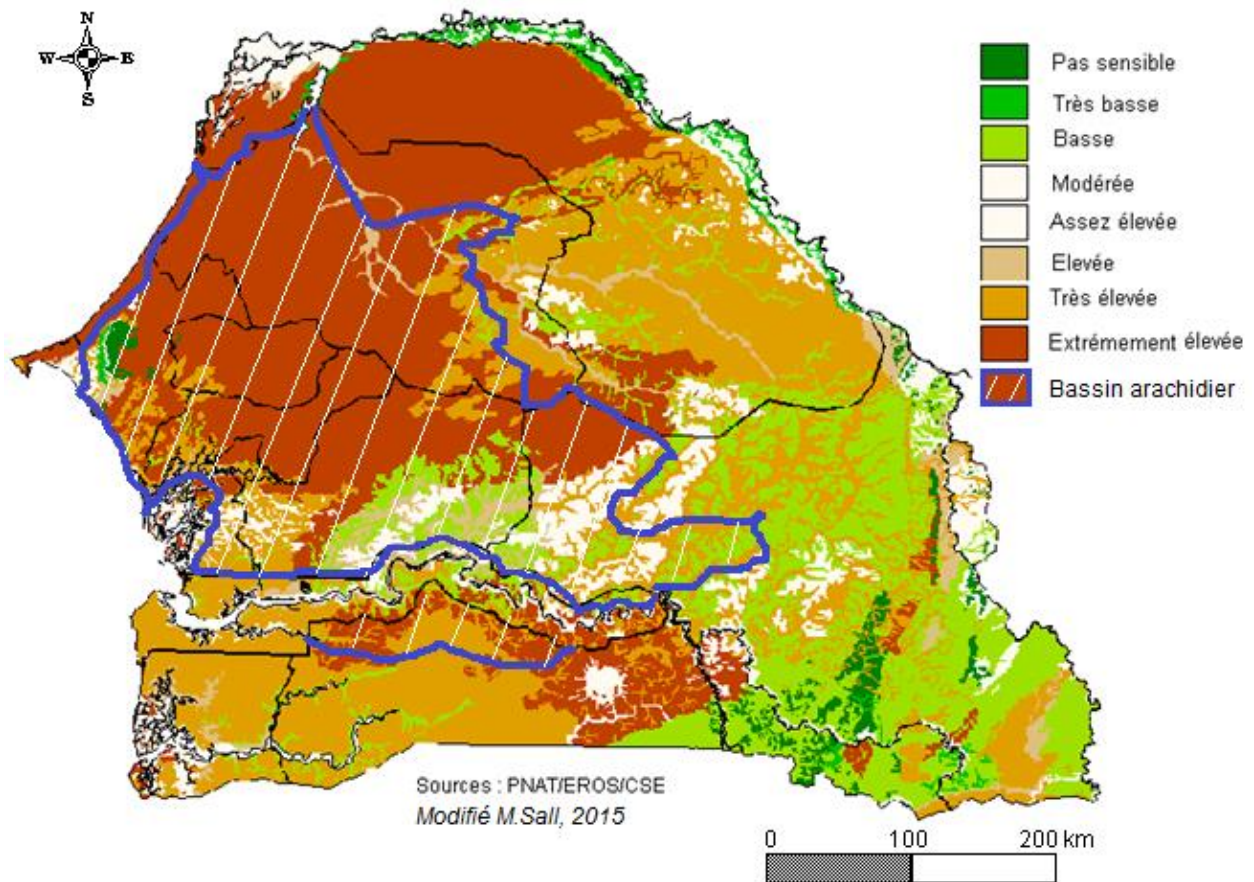 N
W E
S
Pas sensible
Très basse
Basse
Modérée
Assez élevée
Elevée
Très élevée
Extrémement élevée
Bassin arachidier
Sources : PNAT/EROS/CSE
Modifié M.Sall, 2015
0 100 200 km